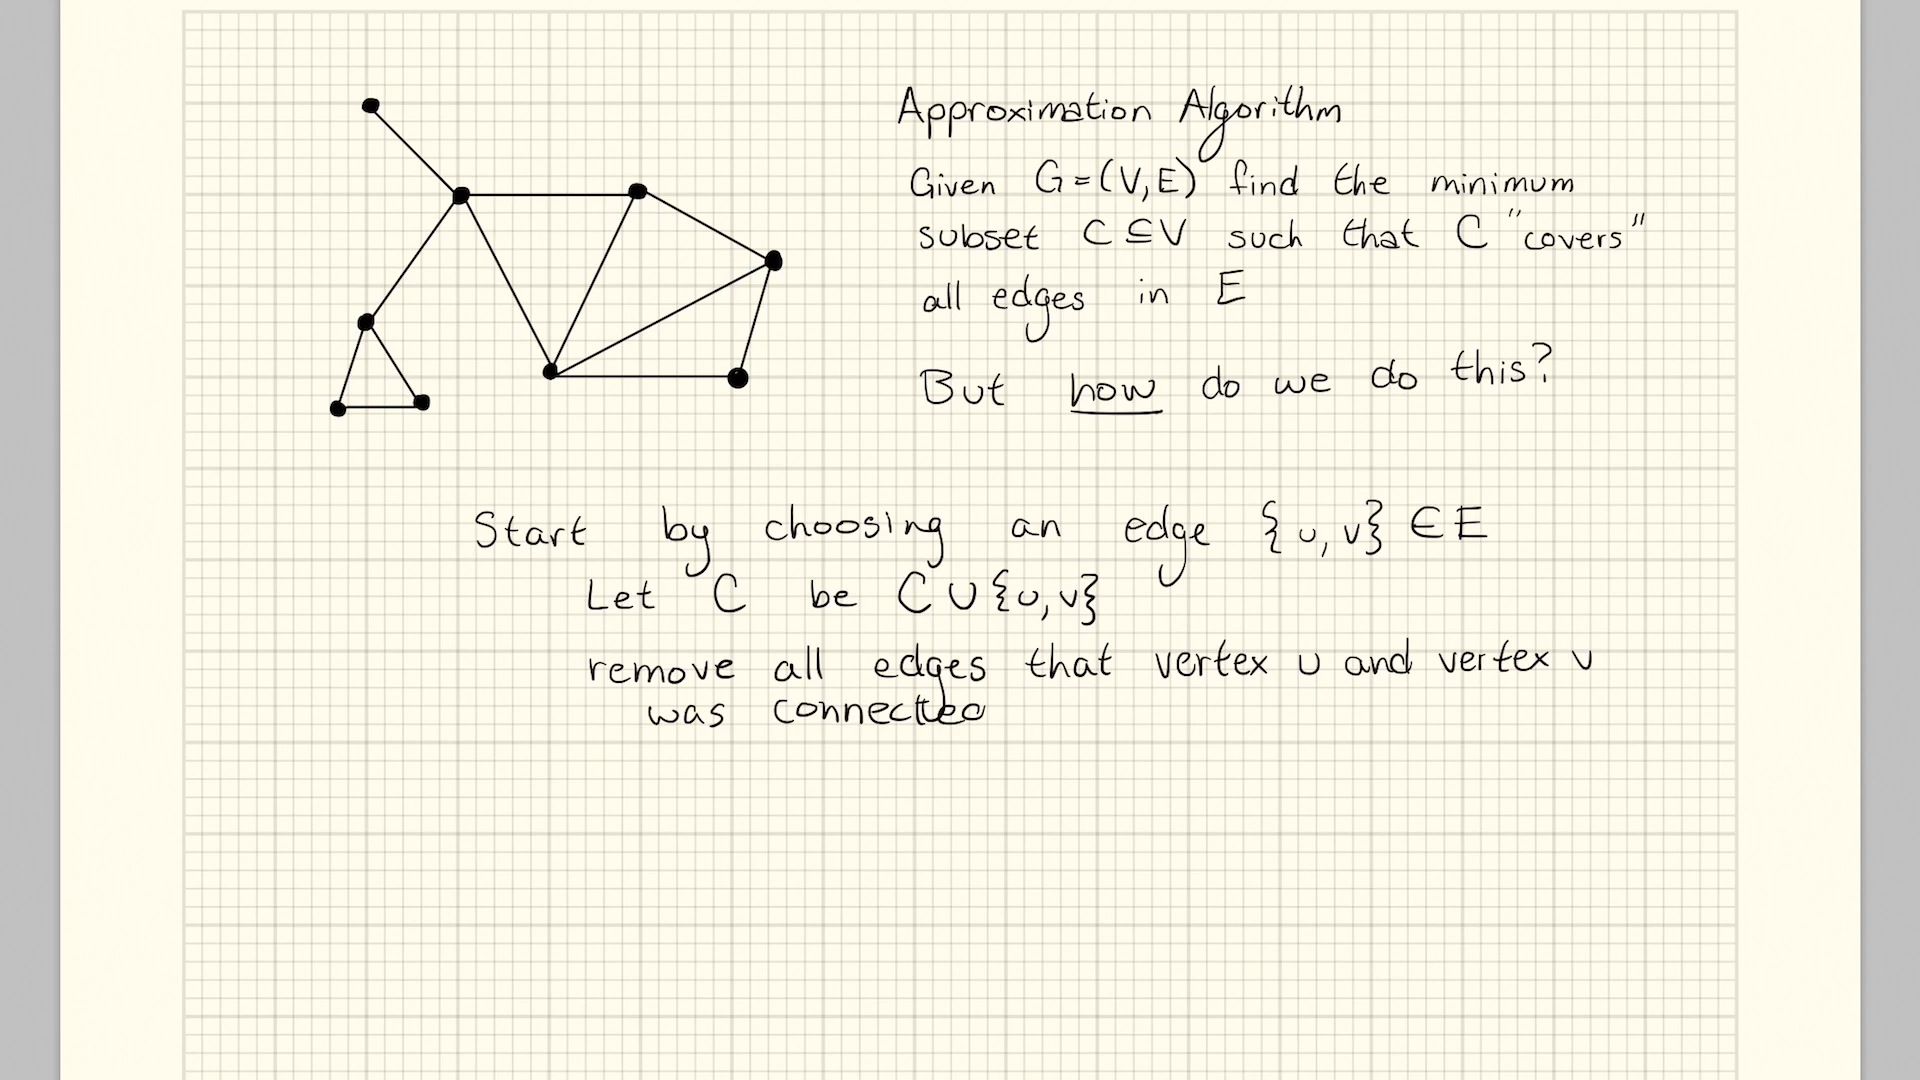 Approximation Algorithm
Given G=(V,E) find the minimum
subset C⊆V such that C "covers"
all edges in E
But how do we do this?
Start by choosing an edge {u,v}∈E
Let C be C∪{u,v}
remove all edges that vertex u and vertex v
was connected